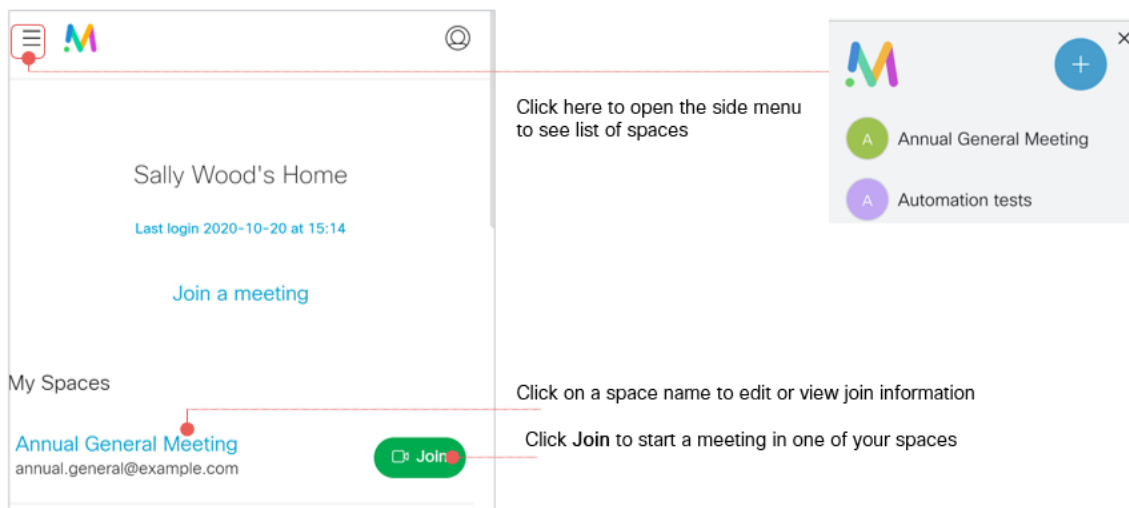 Click here to open the side menu
to see list of spaces
A Annual General Meeting
A Automation tests
Sally Wood's Home
Last login 2020-10-20 at 15:14
Join a meeting
My Spaces
Click on a space name to edit or view join information
Annual General Meeting
annual.general@example.com
Join
Click Join to start a meeting in one of your spaces